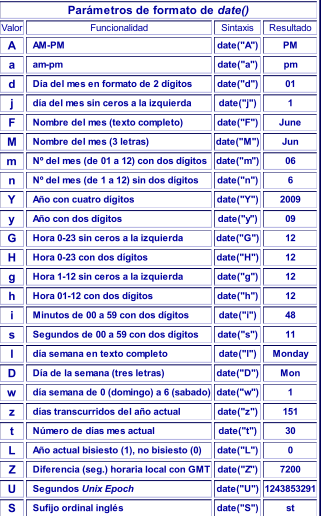 Parámetros de formato de date()
Valor Funcionalidad Sintaxis Resultado
A AM-PM date("A") PM
a am-pm date("a") pm
d Día del mes en formato de 2 dígitos date("d") 01
j día del mes sin ceros a la izquierda date("j") 1
F Nombre del mes (texto completo) date("F") June
M Nombre del mes (3 letras) date("M") Jun
m Nº del mes (de 01 a 12) con dos dígitos date("m") 06
n Nº del mes (de 1 a 12) sin dos dígitos date("n") 6
Y Año con cuatro dígitos date("Y") 2009
y Año con dos dígitos date("y") 09
G Hora 0-23 sin ceros a la izquierda date("G") 12
H Hora 0-23 con dos dígitos date("H") 12
g Hora 1-12 sin ceros a la izquierda date("g") 12
h Hora 01-12 con dos dígitos date("h") 12
i Minutos de 00 a 59 con dos dígitos date("i") 48
s Segundos de 00 a 59 con dos dígitos date("s") 11
l día semana en texto completo date("l") Monday
D Día de la semana (tres letras) date("D") Mon
w día semana de 0 (domingo) a 6 (sabado) date("w") 1
z días transcurridos del año actual date("z") 151
t Número de días mes actual date("t") 30
L Año actual bisiesto (1), no bisiesto (0) date("L") 0
Z Diferencia (seg.) horaria local con GMT date("Z") 7200
U Segundos Unix Epoch date("U") 1243853291
S Sufijo ordinal inglés date("S") st